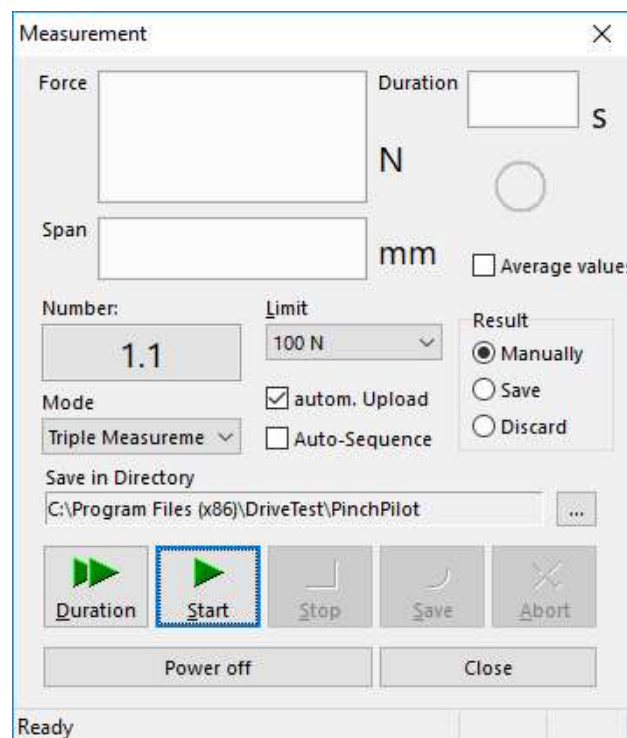 Measurement
Force
Duration
s
N
Span
mm
Average value
Number:
Limit
Result
1.1
100 N
Manually
Mode
autom. Upload
Save
Triple Measureme
Auto-Sequence
Discard
Save in Directory
C:\Program Files (x86)\DriveTest\PinchPilot
...
Duration
Start
Stop
Save
Abort
Power off
Close
Ready